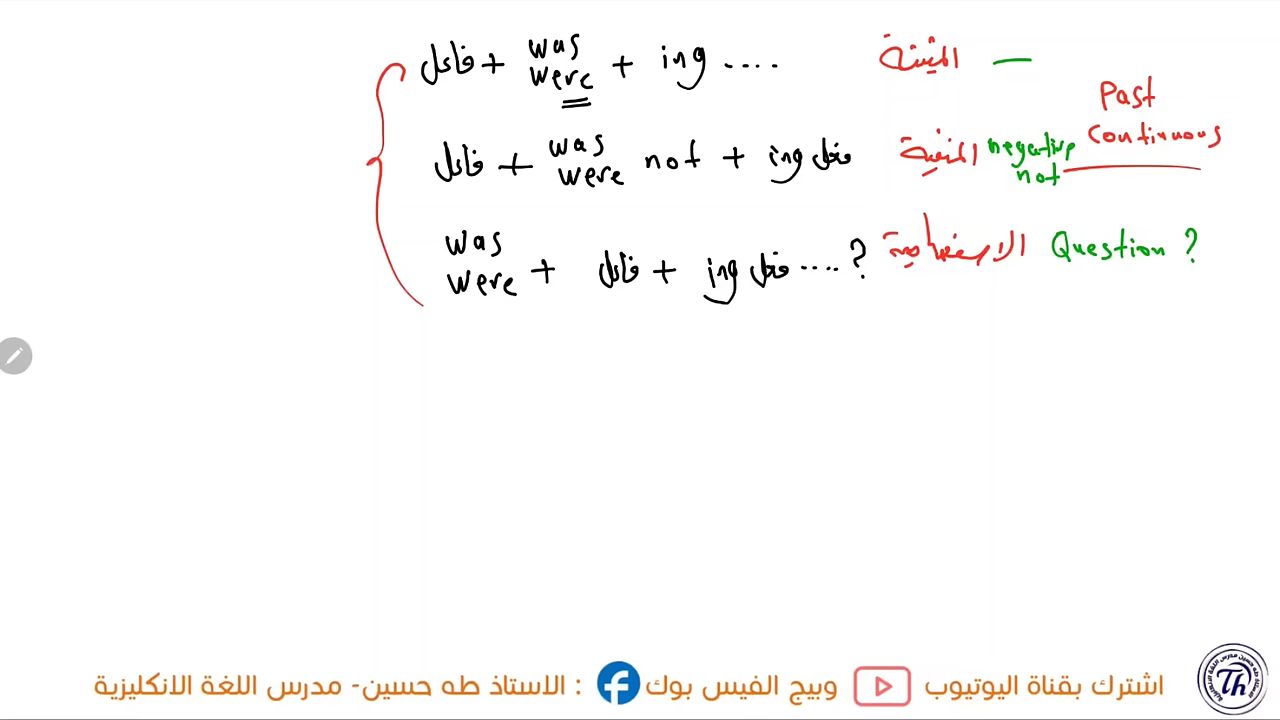 فاعل + was were + ing .... المثبتة —
Past continuous
فاعل + was were not + ing فعل المنفية negative not
was were + فاعل + ing فعل ....? الاستفهامية Question ?
اشترك بقناة اليوتيوب وبيج الفيس بوك : الاستاذ طه حسين- مدرس اللغة الانكليزية
Th